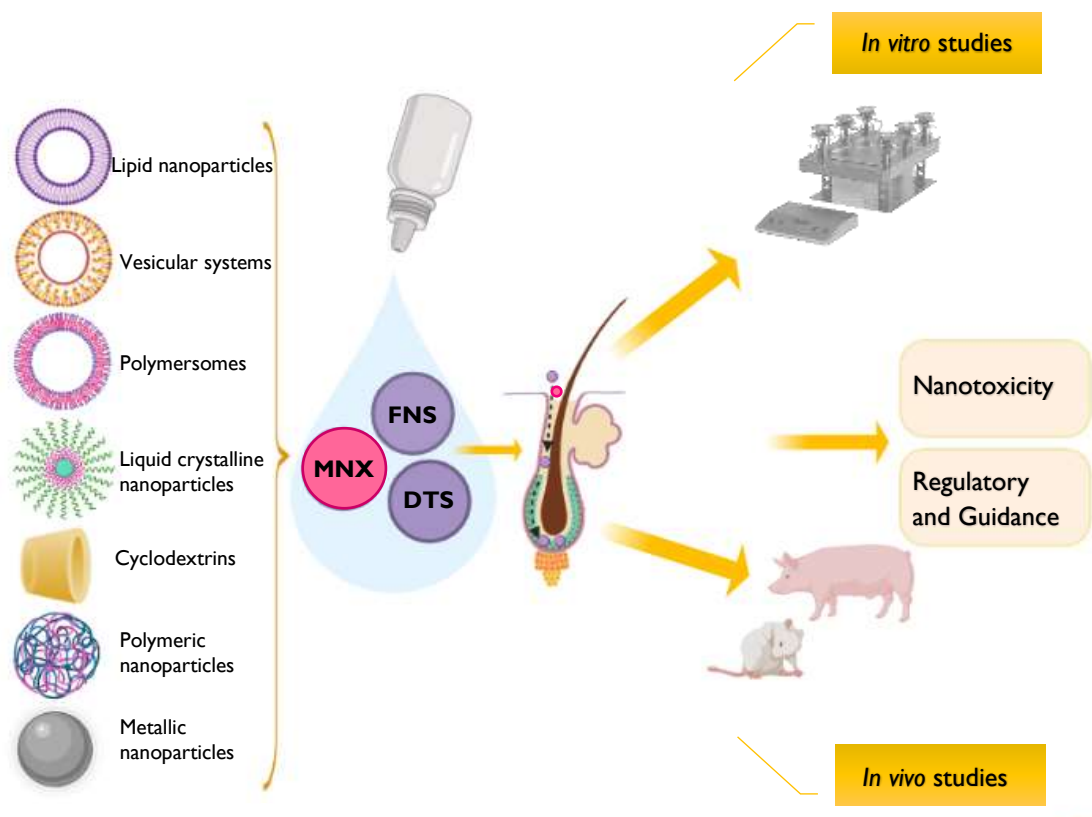 In vitro studies
Lipid nanoparticles
Vesicular systems
Polymersomes
Liquid crystalline
nanoparticles
Cyclodextrins
Polymeric
nanoparticles
Metallic
nanoparticles
FNS
MNX
DTS
Nanotoxicity
Regulatory
and Guidance
In vivo studies